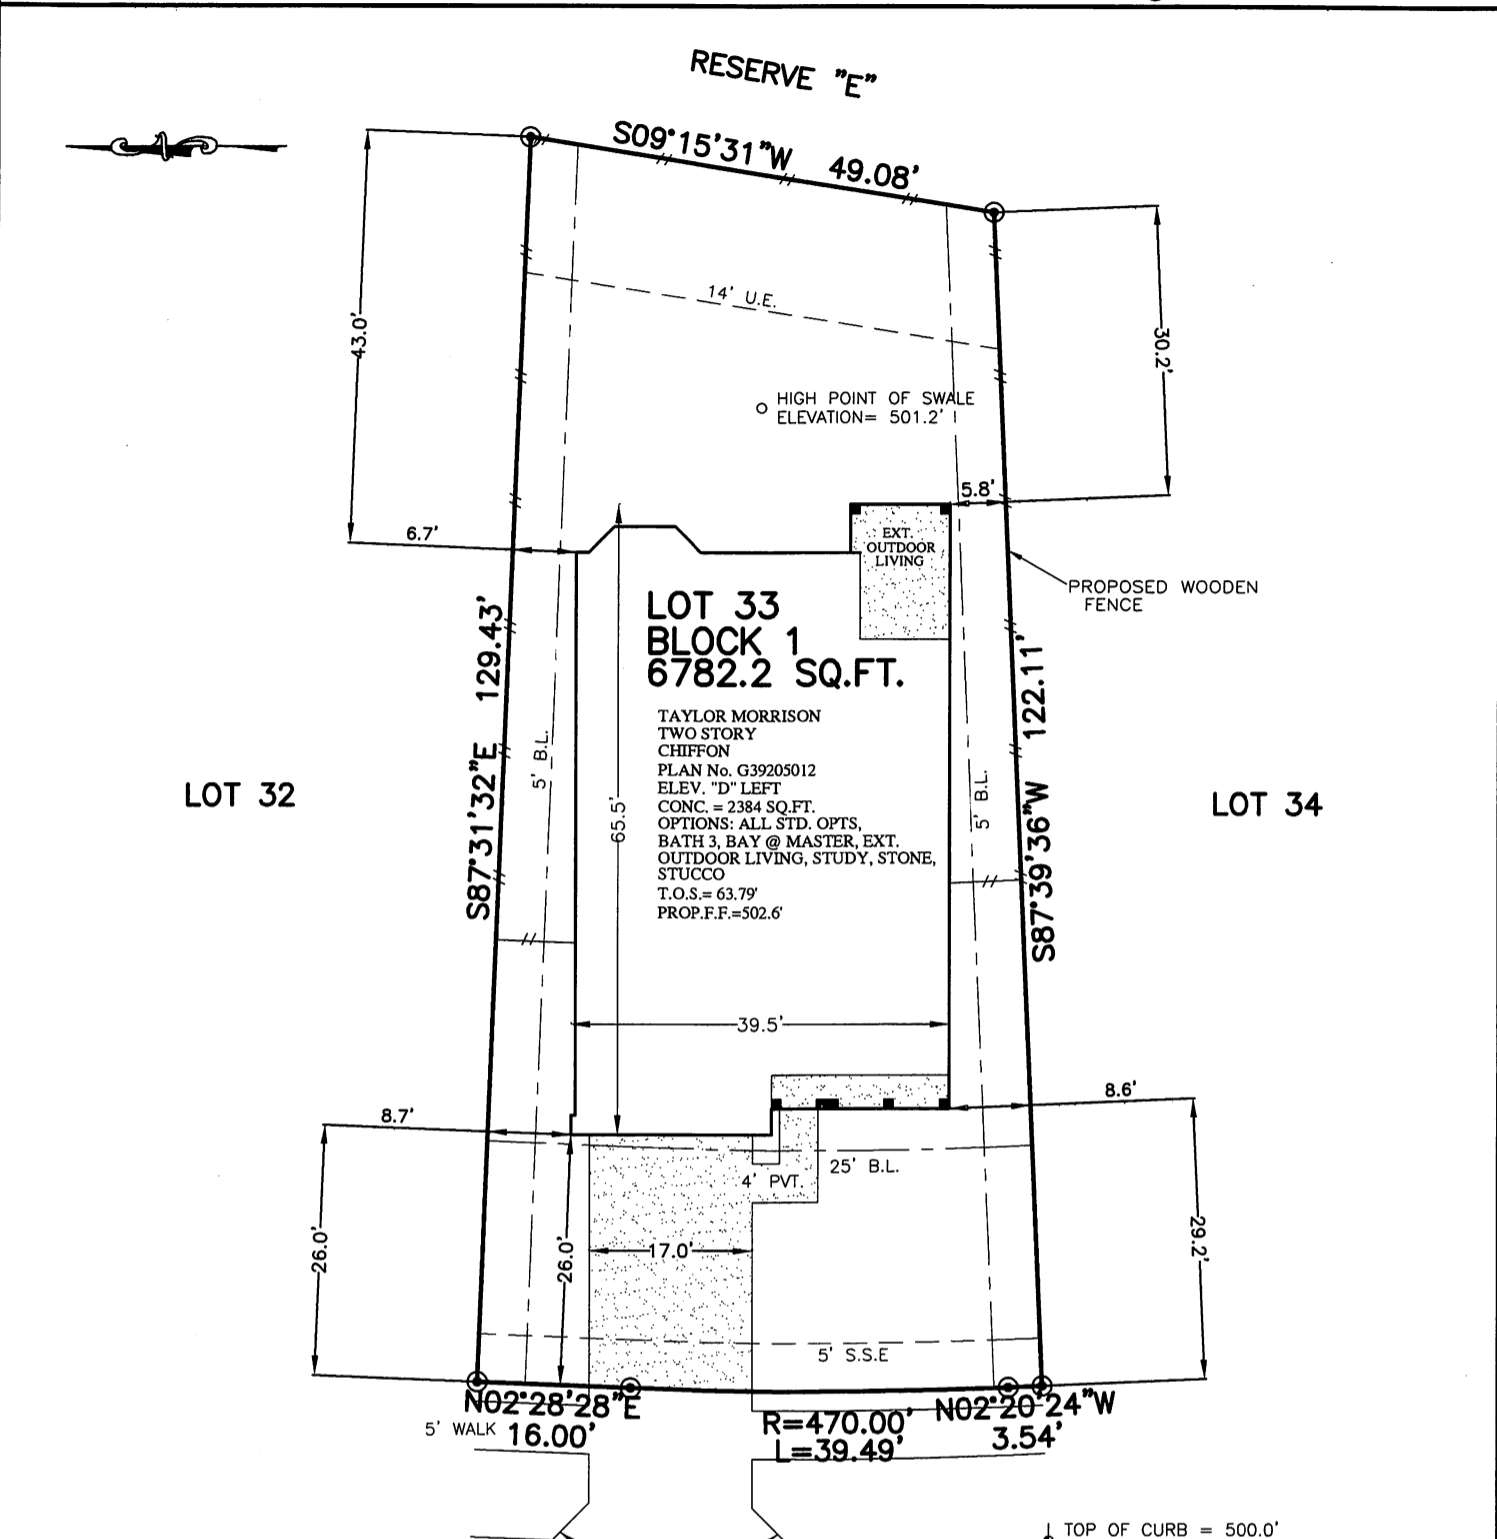 RESERVE "E"
S09°15'31"W 49.08'
43.0'
14' U.E.
30.2'
HIGH POINT OF SWALE
ELEVATION= 501.2'
5.8'
6.7'
EXT.
OUTDOOR
LIVING
PROPOSED WOODEN
FENCE
LOT 33
BLOCK 1
6782.2 SQ.FT.
S87°31'32"E 129.43'
S87°39'36"W 122.11'
TAYLOR MORRISON
TWO STORY
CHIFFON
PLAN No. G39205012
ELEV. "D" LEFT
CONC. = 2384 SQ.FT.
OPTIONS: ALL STD. OPTS,
BATH 3, BAY @ MASTER, EXT.
OUTDOOR LIVING, STUDY, STONE,
STUCCO
T.O.S.= 63.79'
PROP.F.F.=502.6'
5' B.L.
5' B.L.
LOT 32
LOT 34
65.5'
39.5'
8.7'
8.6'
25' B.L.
4' PVT.
26.0'
26.0'
17.0'
29.2'
5' S.S.E
N02°28'28"E
16.00'
5' WALK
R=470.00'
L=39.49'
N02°20'24"W
3.54'
TOP OF CURB = 500.0'